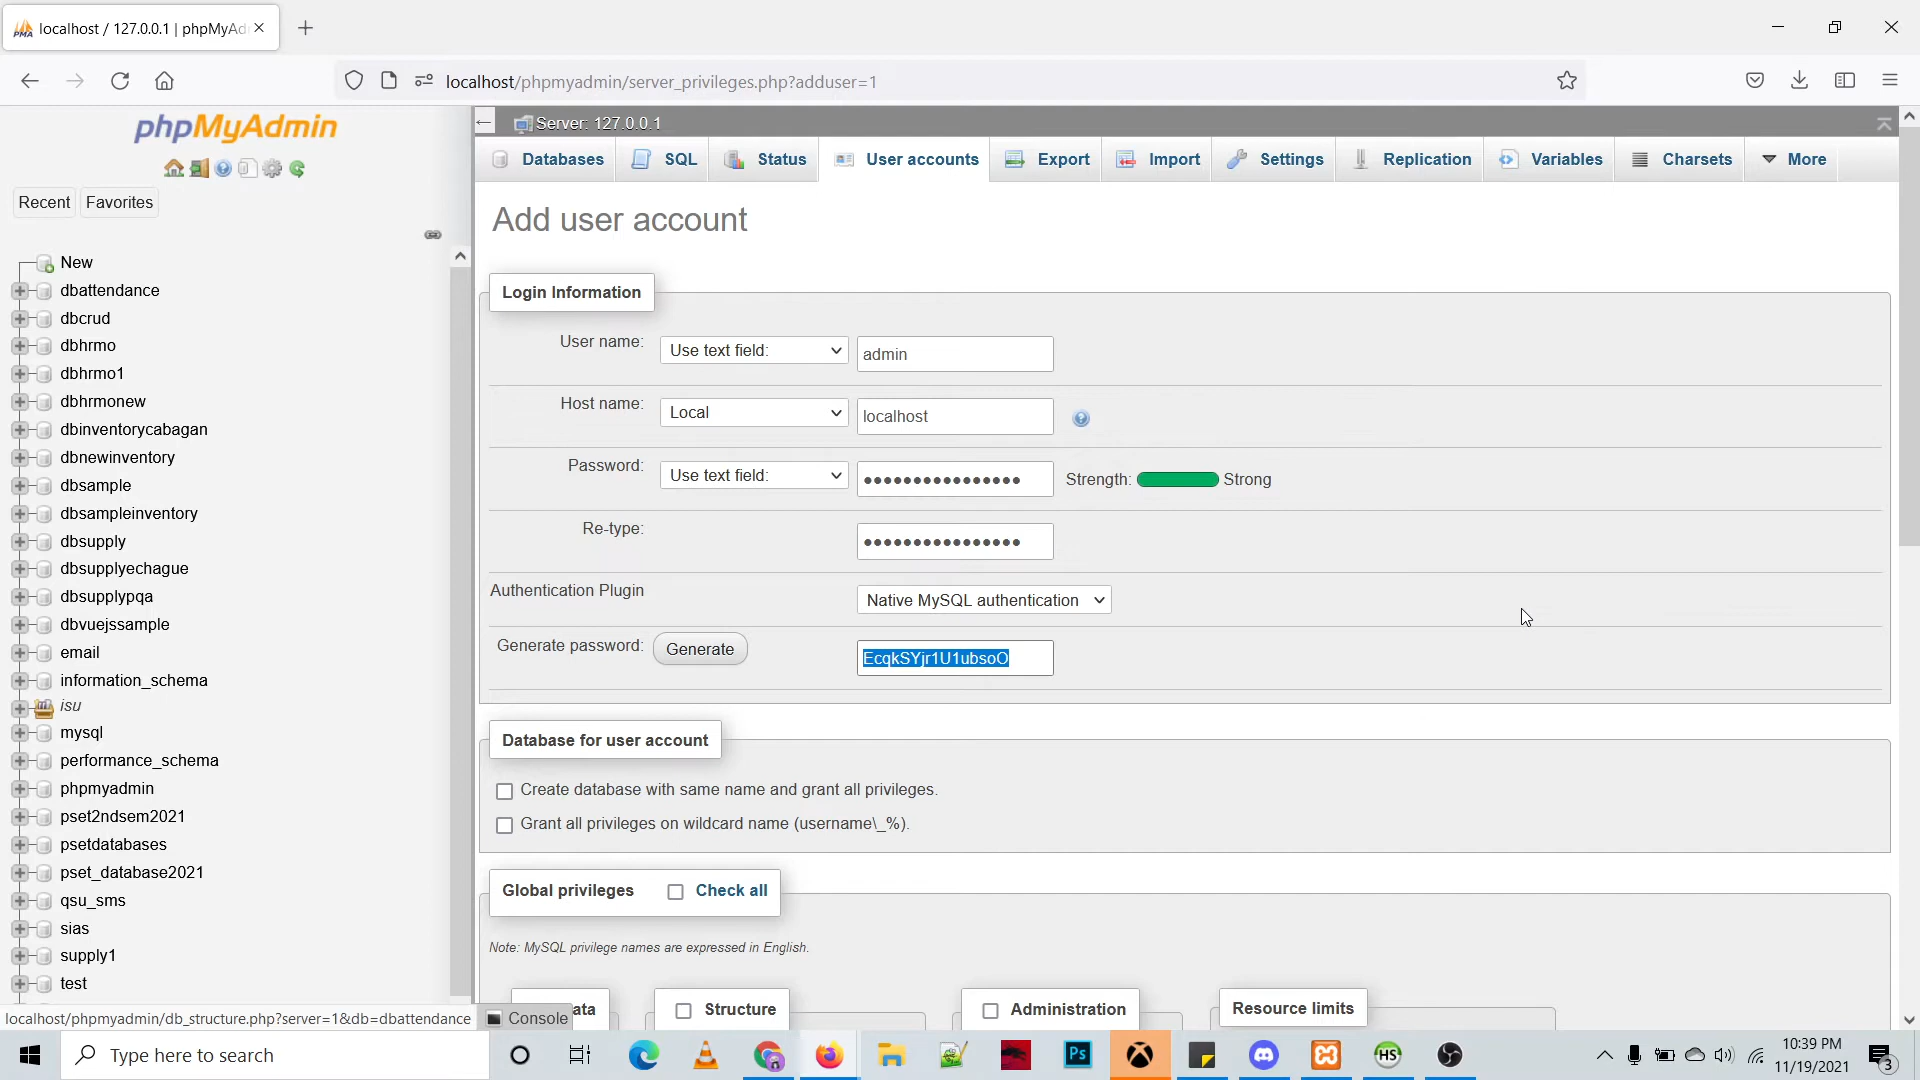 localhost / 127.0.0.1 | phpMyAd
localhost/phpmyadmin/server_privileges.php?adduser=1
phpMyAdmin
Recent
Favorites
New
dbattendance
dbcrud
dbhrmo
dbhrmo1
dbhrmonew
dbinventorycabagan
dbnewinventory
dbsample
dbsampleinventory
dbsupply
dbsupplyechague
dbsupplypqa
dbvuejssample
email
information_schema
isu
mysql
performance_schema
phpmyadmin
pset2ndsem2021
psetdatabases
pset_database2021
qsu_sms
sias
supply1
test
localhost/phpmyadmin/db_structure.php?server=1&db=dbattendance
Server: 127.0.0.1
Databases
SQL
Status
User accounts
Export
Import
Settings
Replication
Variables
Charsets
More
Add user account
Login Information
User name: Use text field: admin
Host name: Local localhost
Password: Use text field: Strength: Strong
Re-type:
Authentication Plugin Native MySQL authentication
Generate password: Generate EcqkSYjr1U1ubsoO
Database for user account
Create database with same name and grant all privileges.
Grant all privileges on wildcard name (username\_%).
Global privileges Check all
Note: MySQL privilege names are expressed in English.
ata
Structure
Administration
Resource limits
Console
Type here to search
Ps
HS
10:39 PM
11/19/2021
3